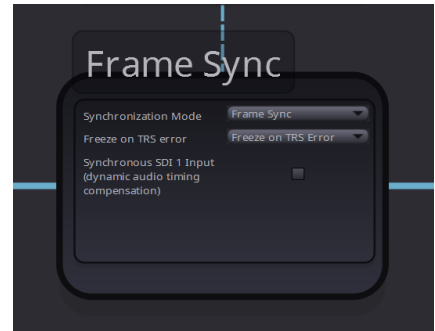 Frame Sync
Synchronization Mode
Frame Sync
Freeze on TRS error
Freeze on TRS Error
Synchronous SDI 1 Input
(dynamic audio timing
compensation)